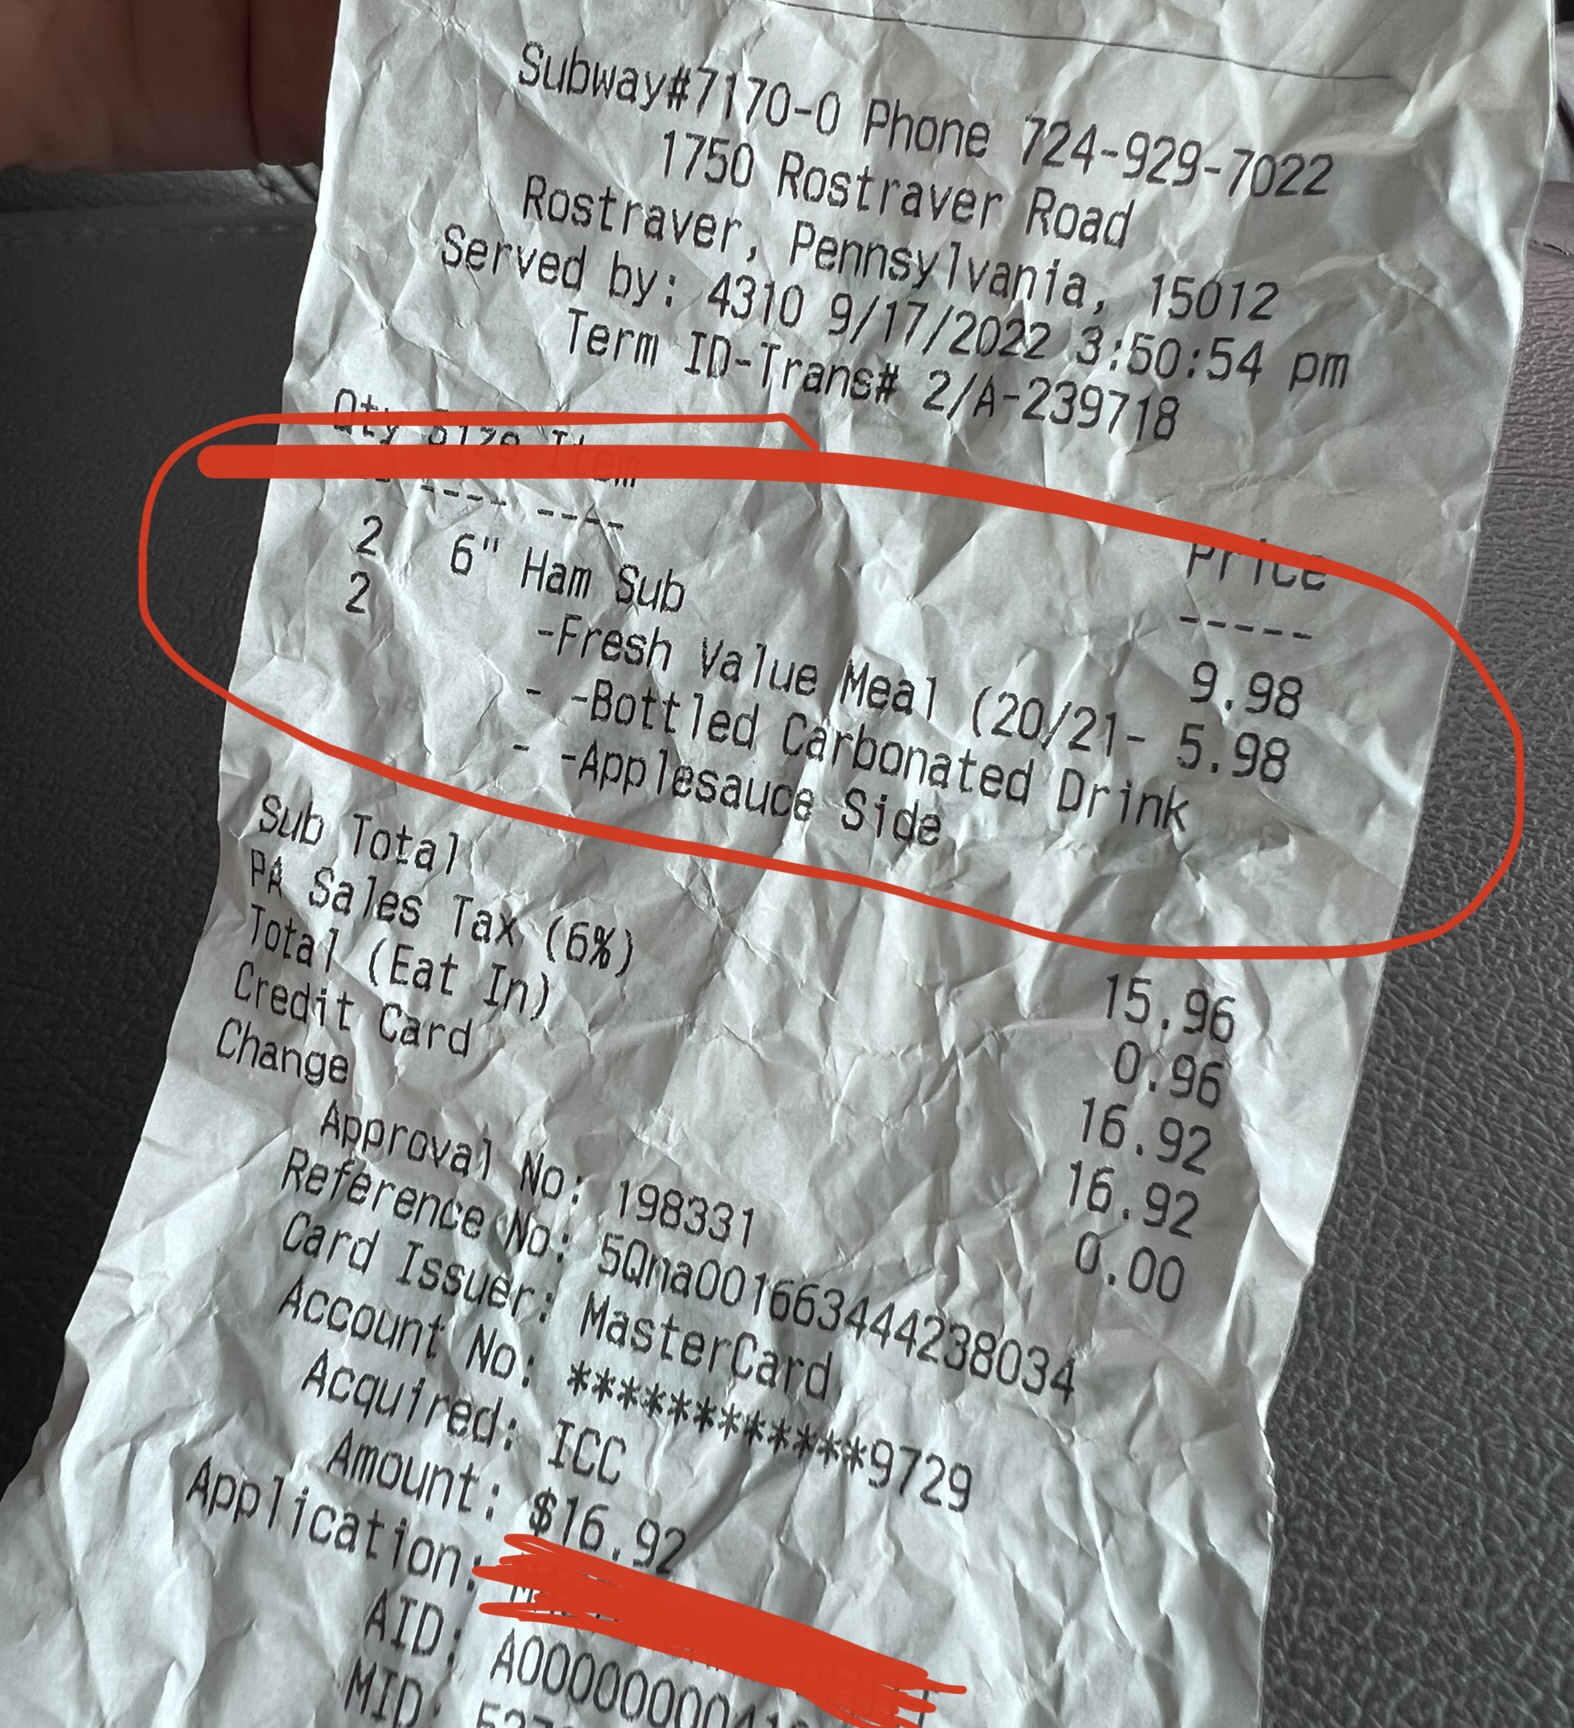 Subway#7170-0 Phone 724-929-7022
1750 Rostraver Road
Rostraver, Pennsylvania, 15012
Served by: 4310 9/17/2022 3:50:54 pm
Term ID-Trans# 2/A-239718
Qty Size Item Price
--- ---- ---- -----
2 6" Ham Sub 9.98
2 -Fresh Value Meal (20/21- 5.98
- -Bottled Carbonated Drink
- -Applesauce Side
Sub Total 15.96
PA Sales Tax (6%) 0.96
Total (Eat In) 16.92
Credit Card 16.92
Change 0.00
Approval No: 198331
Reference No: 5Qna001663444238034
Card Issuer: MasterCard
Account No: ************9729
Acquired: ICC
Amount: $16.92
Application:
AID:
MID: